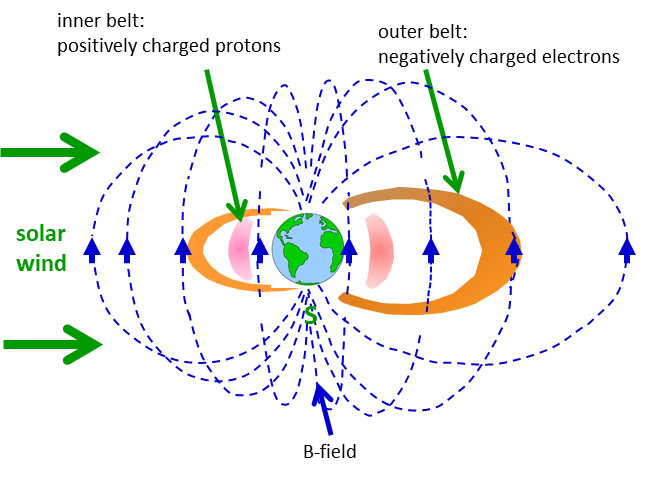 inner belt:
positively charged protons
outer belt:
negatively charged electrons
solar
wind
S
B-field